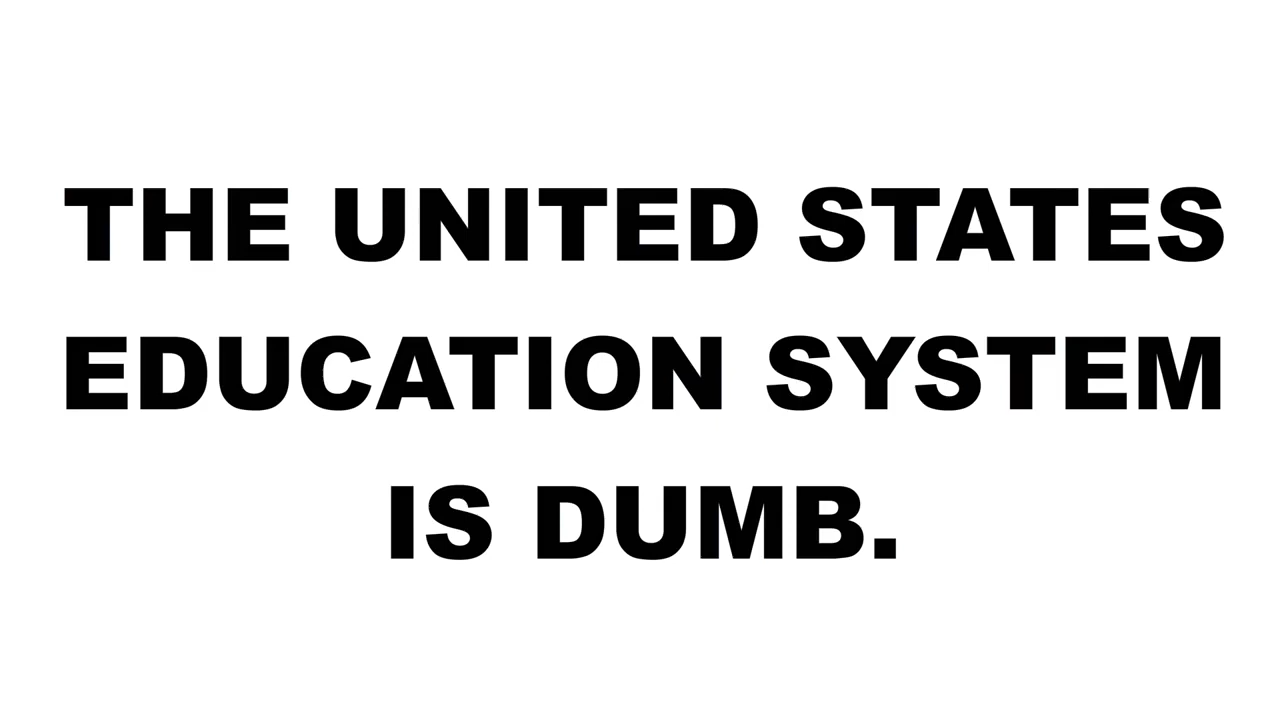 THE UNITED STATES
EDUCATION SYSTEM
IS DUMB.